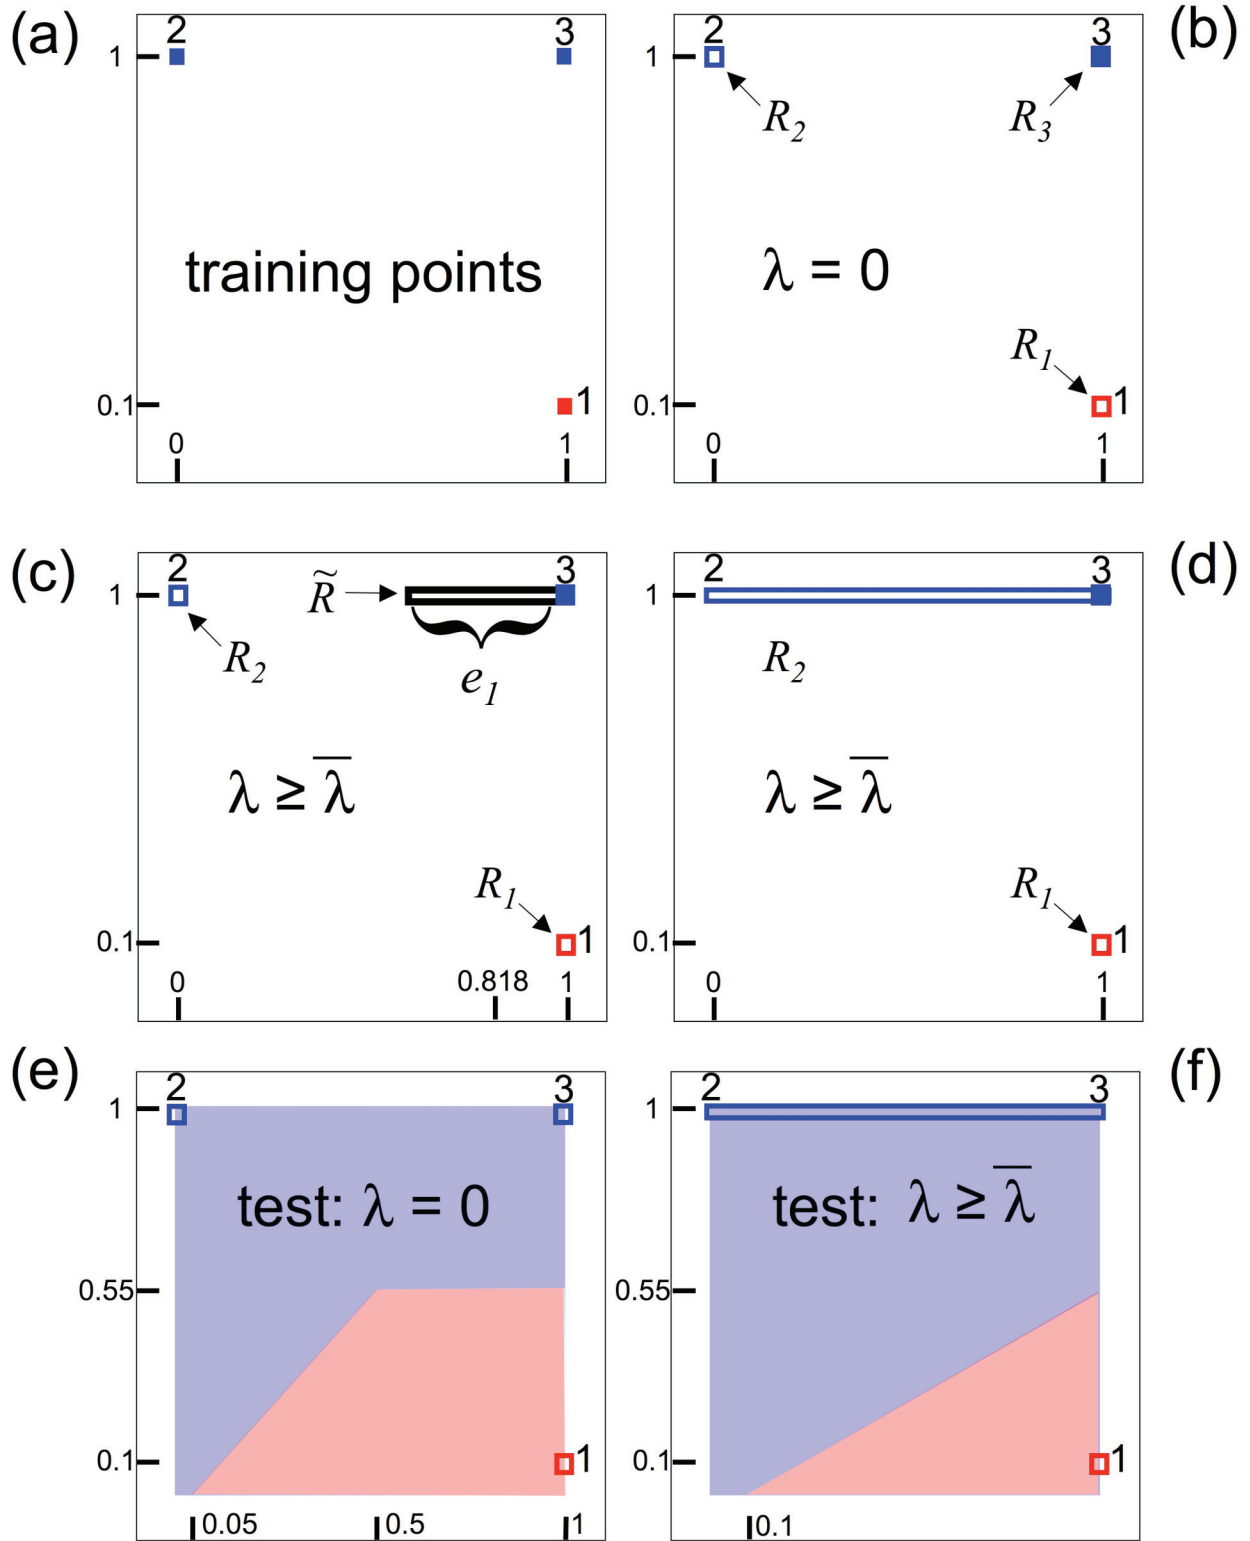 (a)
2
3
1
training points
0.1
1
0
1
(b)
2
3
1
R2
R3
λ = 0
R1
0.1
1
0
1
(c)
2
3
1
R̃
R2
e1
λ ≥ λ̅
R1
0.1
1
0
0.818
1
(d)
2
3
1
R2
λ ≥ λ̅
R1
0.1
1
0
1
(e)
2
3
1
test: λ = 0
0.55
0.1
1
0.05
0.5
1
(f)
2
3
1
test: λ ≥ λ̅
0.55
0.1
1
0.1